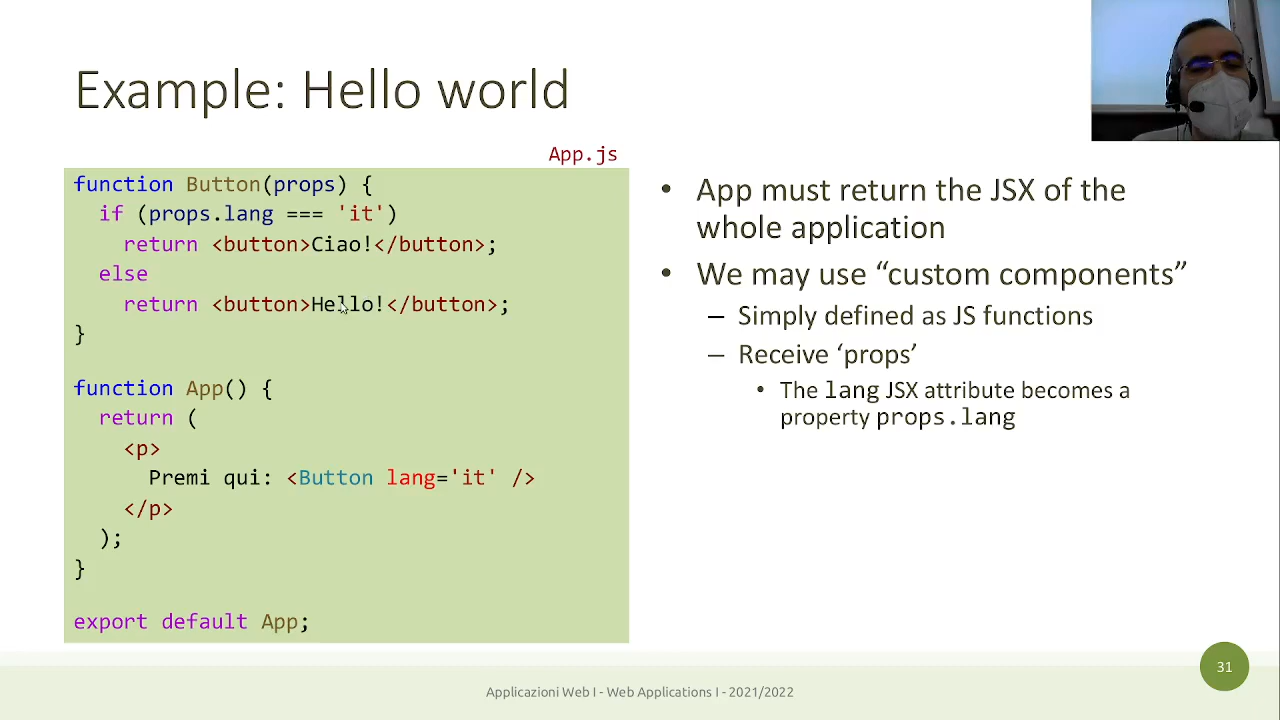 Example: Hello world
App.js
function Button(props) {
  if (props.lang === 'it')
    return <button>Ciao!</button>;
  else
    return <button>Hello!</button>;
}
function App() {
  return (
    <p>
      Premi qui: <Button lang='it' />
    </p>
  );
}
export default App;
• App must return the JSX of the
whole application
• We may use “custom components”
– Simply defined as JS functions
– Receive ‘props’
• The lang JSX attribute becomes a
property props.lang
31
Applicazioni Web I - Web Applications I - 2021/2022